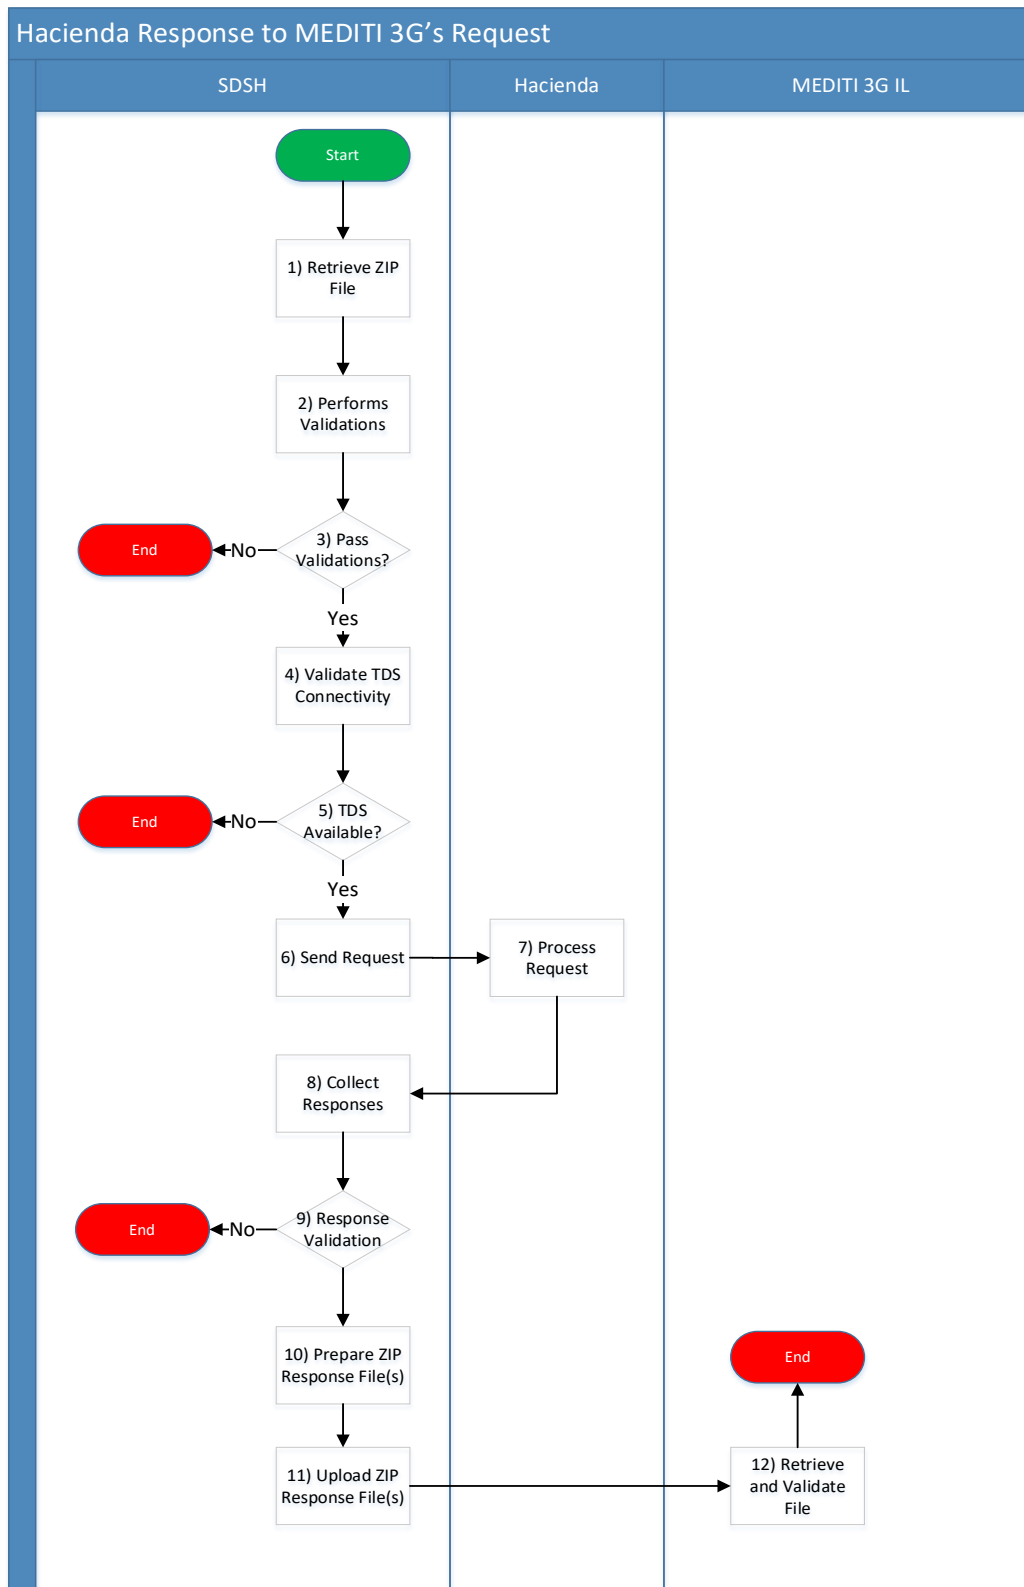 Hacienda Response to MEDITI 3G's Request
SDSH
Hacienda
MEDITI 3G IL
Start
1) Retrieve ZIP
File
2) Performs
Validations
3) Pass
Validations?
No
End
Yes
4) Validate TDS
Connectivity
5) TDS
Available?
No
End
Yes
6) Send Request
7) Process
Request
8) Collect
Responses
9) Response
Validation
No
End
10) Prepare ZIP
Response File(s)
11) Upload ZIP
Response File(s)
12) Retrieve
and Validate
File
End